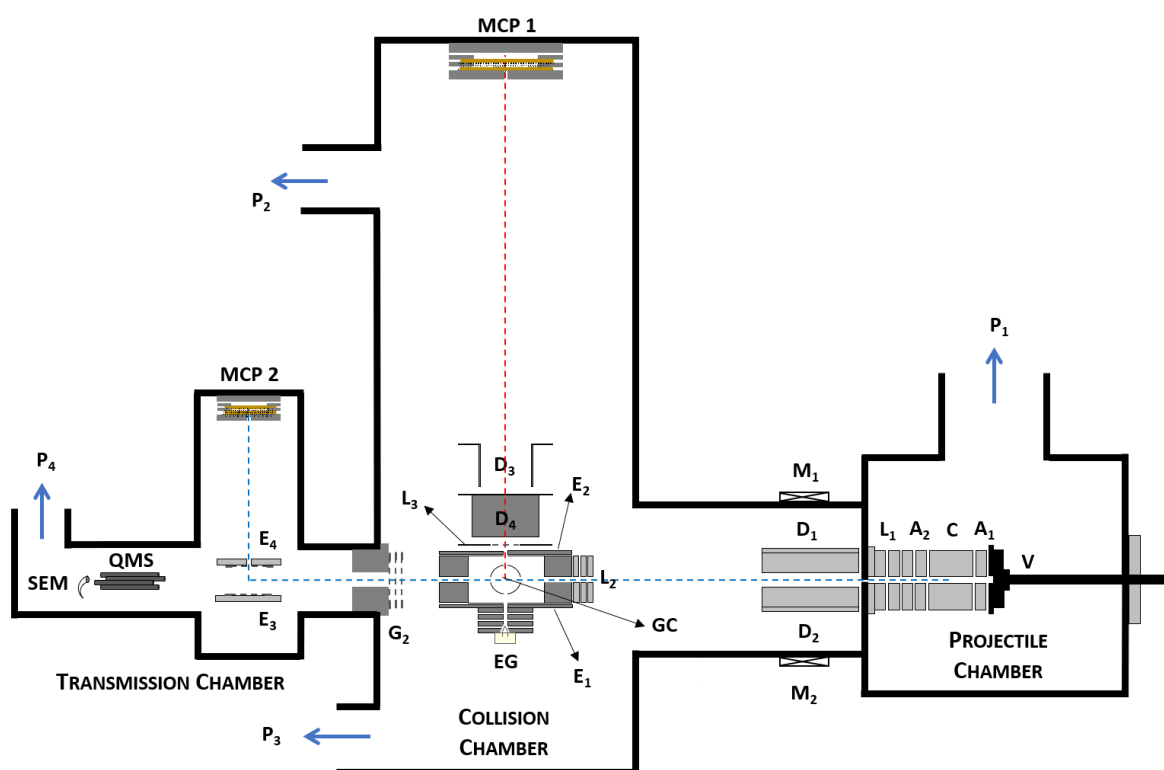 MCP 1
P₂
P₁
MCP 2
P₄
D₃
E₂
M₁
L₃
D₄
E₄
D₁
L₁ A₂ C A₁
QMS
V
SEM
L₂
E₃
G₂
GC
D₂
EG
E₁
PROJECTILE
CHAMBER
TRANSMISSION CHAMBER
M₂
COLLISION
CHAMBER
P₃